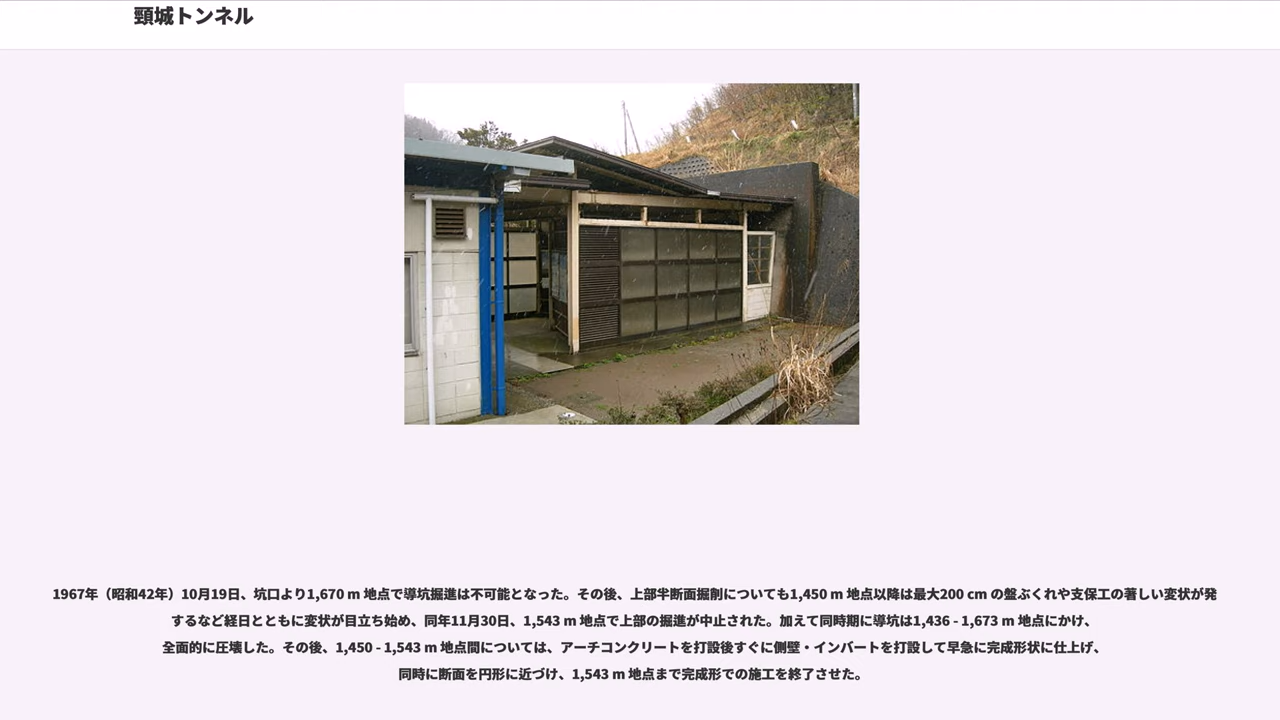 頸城トンネル
1967年（昭和42年）10月19日、坑口より1,670 m 地点で導坑掘進は不可能となった。その後、上部半断面掘削についても1,450 m 地点以降は最大200 cm の盤ぶくれや支保工の著しい変状が発
するなど経日とともに変状が目立ち始め、同年11月30日、1,543 m 地点で上部の掘進が中止された。加えて同時期に導坑は1,436 - 1,673 m 地点にかけ、
全面的に圧壊した。その後、1,450 - 1,543 m 地点間については、アーチコンクリートを打設後すぐに側壁・インバートを打設して早急に完成形状に仕上げ、
同時に断面を円形に近づけ、1,543 m 地点まで完成形での施工を終了させた。